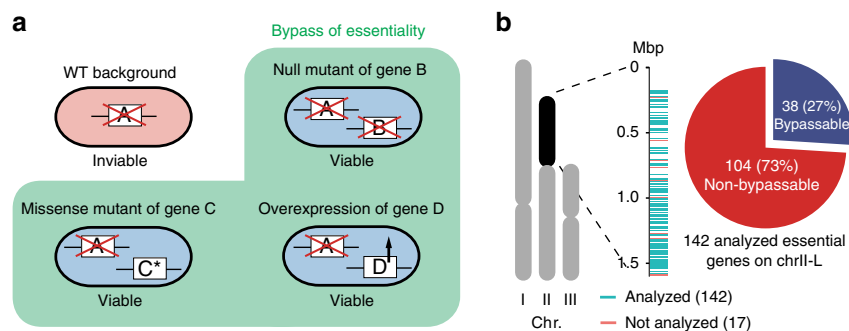 a
Bypass of essentiality
WT background
A
Inviable
Null mutant of gene B
A
B
Viable
Missense mutant of gene C
A
C*
Viable
Overexpression of gene D
A
D
Viable
b
Mbp
0
0.5
1.0
1.5
I II III
Chr.
38 (27%)
Bypassable
104 (73%)
Non-bypassable
142 analyzed essential
genes on chrII-L
Analyzed (142)
Not analyzed (17)